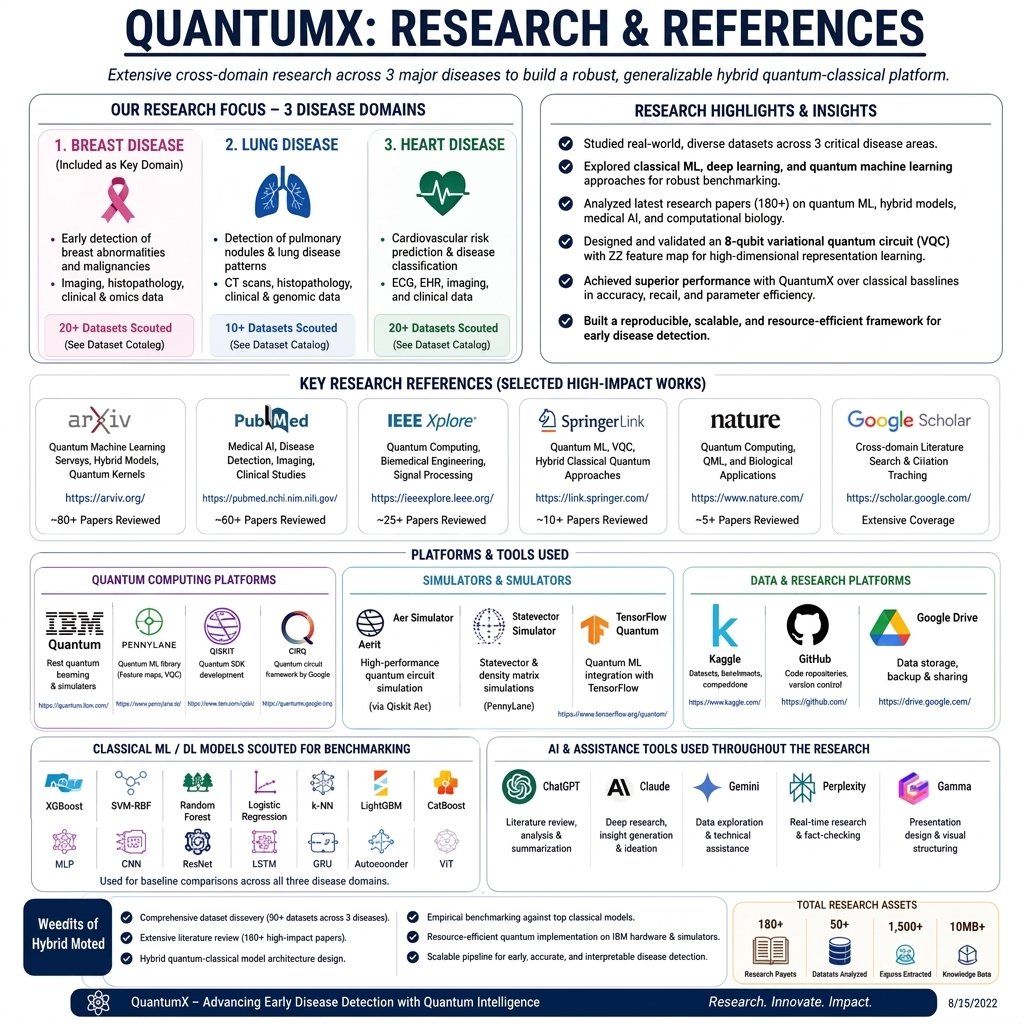 QUANTUMX: RESEARCH & REFERENCES
Extensive cross-domain research across 3 major diseases to build a robust, generalizable hybrid quantum-classical platform.
OUR RESEARCH FOCUS – 3 DISEASE DOMAINS
1. BREAST DISEASE
(Included as Key Domain)
• Early detection of
breast abnormalities
and malignancies
• Imaging, histopathology,
clinical & omics data
20+ Datasets Scouted
(See Dataset Cotaleg)
2. LUNG DISEASE
• Detection of pulmonary
nodules & lung disease
patterns
• CT scans, histopathology,
clinical & genomic data
10+ Datasets Scouted
(See Dataset Catalog)
3. HEART DISEASE
• Cardiovascular risk
prediction & disease
classification
• ECG, EHR, imaging,
and clinical data
20+ Datasets Scouted
(See Dataset Catalog)
RESEARCH HIGHLIGHTS & INSIGHTS
Studied real-world, diverse datasets across 3 critical disease areas.
Explored classical ML, deep learning, and quantum machine learning
approaches for robust benchmarking.
Analyzed latest research papers (180+) on quantum ML, hybrid models,
medical AI, and computational biology.
Designed and validated an 8-qubit variational quantum circuit (VQC)
with ZZ feature map for high-dimensional representation learning.
Achieved superior performance with QuantumX over classical baselines
in accuracy, recail, and parameter efficiency.
Built a reproducible, scalable, and resource-efficient framework for
early disease detection.
KEY RESEARCH REFERENCES (SELECTED HIGH-IMPACT WORKS)
arXiv
Quantum Machine Learning
Serveys, Hybrid Models,
Quantum Kernels
https://arviv.org/
~80+ Papers Reviewed
PubMed
Medical AI, Disease
Detection, Imaging,
Clinical Studies
https://pubmed.nchi.nim.nili.gov/
~60+ Papers Reviewed
IEEE Xplore
Quantum Computing,
Biomedical Engineering,
Signal Processing
https://ieeexplore.leee.org/
~25+ Papers Reviewed
SpringerLink
Quantum ML, VQC,
Hybrid Classical Quantum
Approaches
https://link.springer.com/
~10+ Papers Reviewed
nature
Quantum Computing,
QML, and Biological
Applications
https://www.nature.com/
~5+ Papers Reviewed
Google Scholar
Cross-domain Literature
Search & Citation
Traching
https://scholar.google.com/
Extensive Coverage
PLATFORMS & TOOLS USED
QUANTUM COMPUTING PLATFORMS
IBM
Quantum
Rest quantum
beming
& simulaters
PENNYLANE
Quantum ML library
(Feature maps, VQC)
QISKIT
Quantum SDK
development
CIRQ
Quantum circuit
framework by Google
SIMULATORS & SMULATORS
Aer Simulator
Aerit
High-performance
quantum circuit
simulation
(via Qiskit Aer)
Statevector
Simulator
Statevector &
density matrix
simulations
(PennyLane)
TensorFlow
Quantum
Quantum ML
integration with
TensorFlow
https://www.tenserflow.org/quantum/
DATA & RESEARCH PLATFORMS
Kaggle
Datasets,
compeddone
https://www.kaggle.com/
GitHub
Code repositeries,
varsion control
https://github.com/
Google Drive
Data storage,
backup & sharing
https://drive.google.com/
CLASSICAL ML / DL MODELS SCOUTED FOR BENCHMARKING
XGBoost
SVM-RBF
Random
Forest
Logistic
Regression
k-NN
LightGBM
CatBoost
MLP
CNN
ResNet
LSTM
GRU
Autoeoonder
ViT
Used for baseline comparisons across all three disease domains.
AI & ASSISTANCE TOOLS USED THROUGHOUT THE RESEARCH
ChatGPT
Literature review,
analysis &
summarization
Claude
Deep research,
insight generation
& ideation
Gemini
Data exploration
& technical
assistance
Perplexity
Real-time research
& fact-checking
Gamma
Presentation
design & visual
structuring
Weedits of
Hybrid Moted
Comprehensive dataset dissevery (90+ datasets across 3 diseases).
Extensive literature review (160+ high-impact papers).
Hybrid quantum-classical model architecture design.
Empirical benchmarking against top classical models.
Resource-efficient quantum implementation on IBM hardware & simulators.
Scalable pipeline for early, accurate, and interpretable disease detection.
TOTAL RESEARCH ASSETS
180+
Research Payets
50+
Datatats Analyzed
1,500+
Extracted
10MB+
Knowledge Beta
QuantumX – Advancing Early Disease Detection with Quantum Intelligence
Research. Innovate. Impact.
8/15/2022